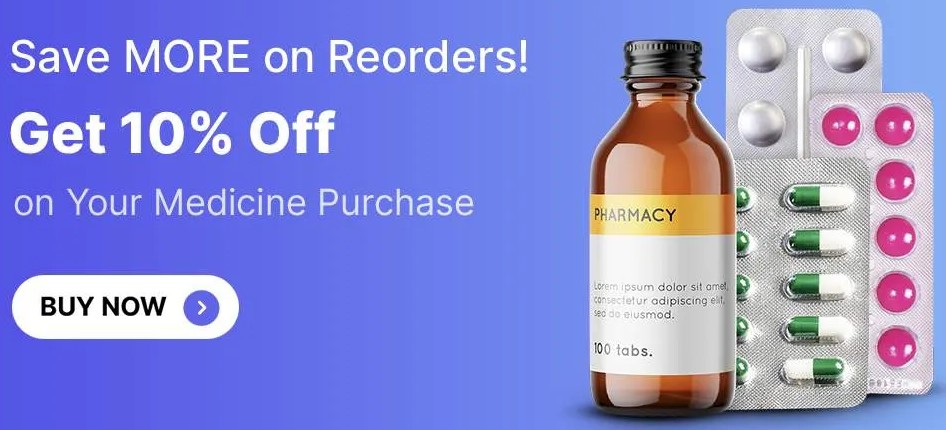 Save MORE on Reorders!
Get 10% Off
on Your Medicine Purchase
BUY NOW
PHARMACY
Lorem ipsum dolor sit amet,
consectetur adipiscing elit,
sed do eiusmod.
100 tabs.